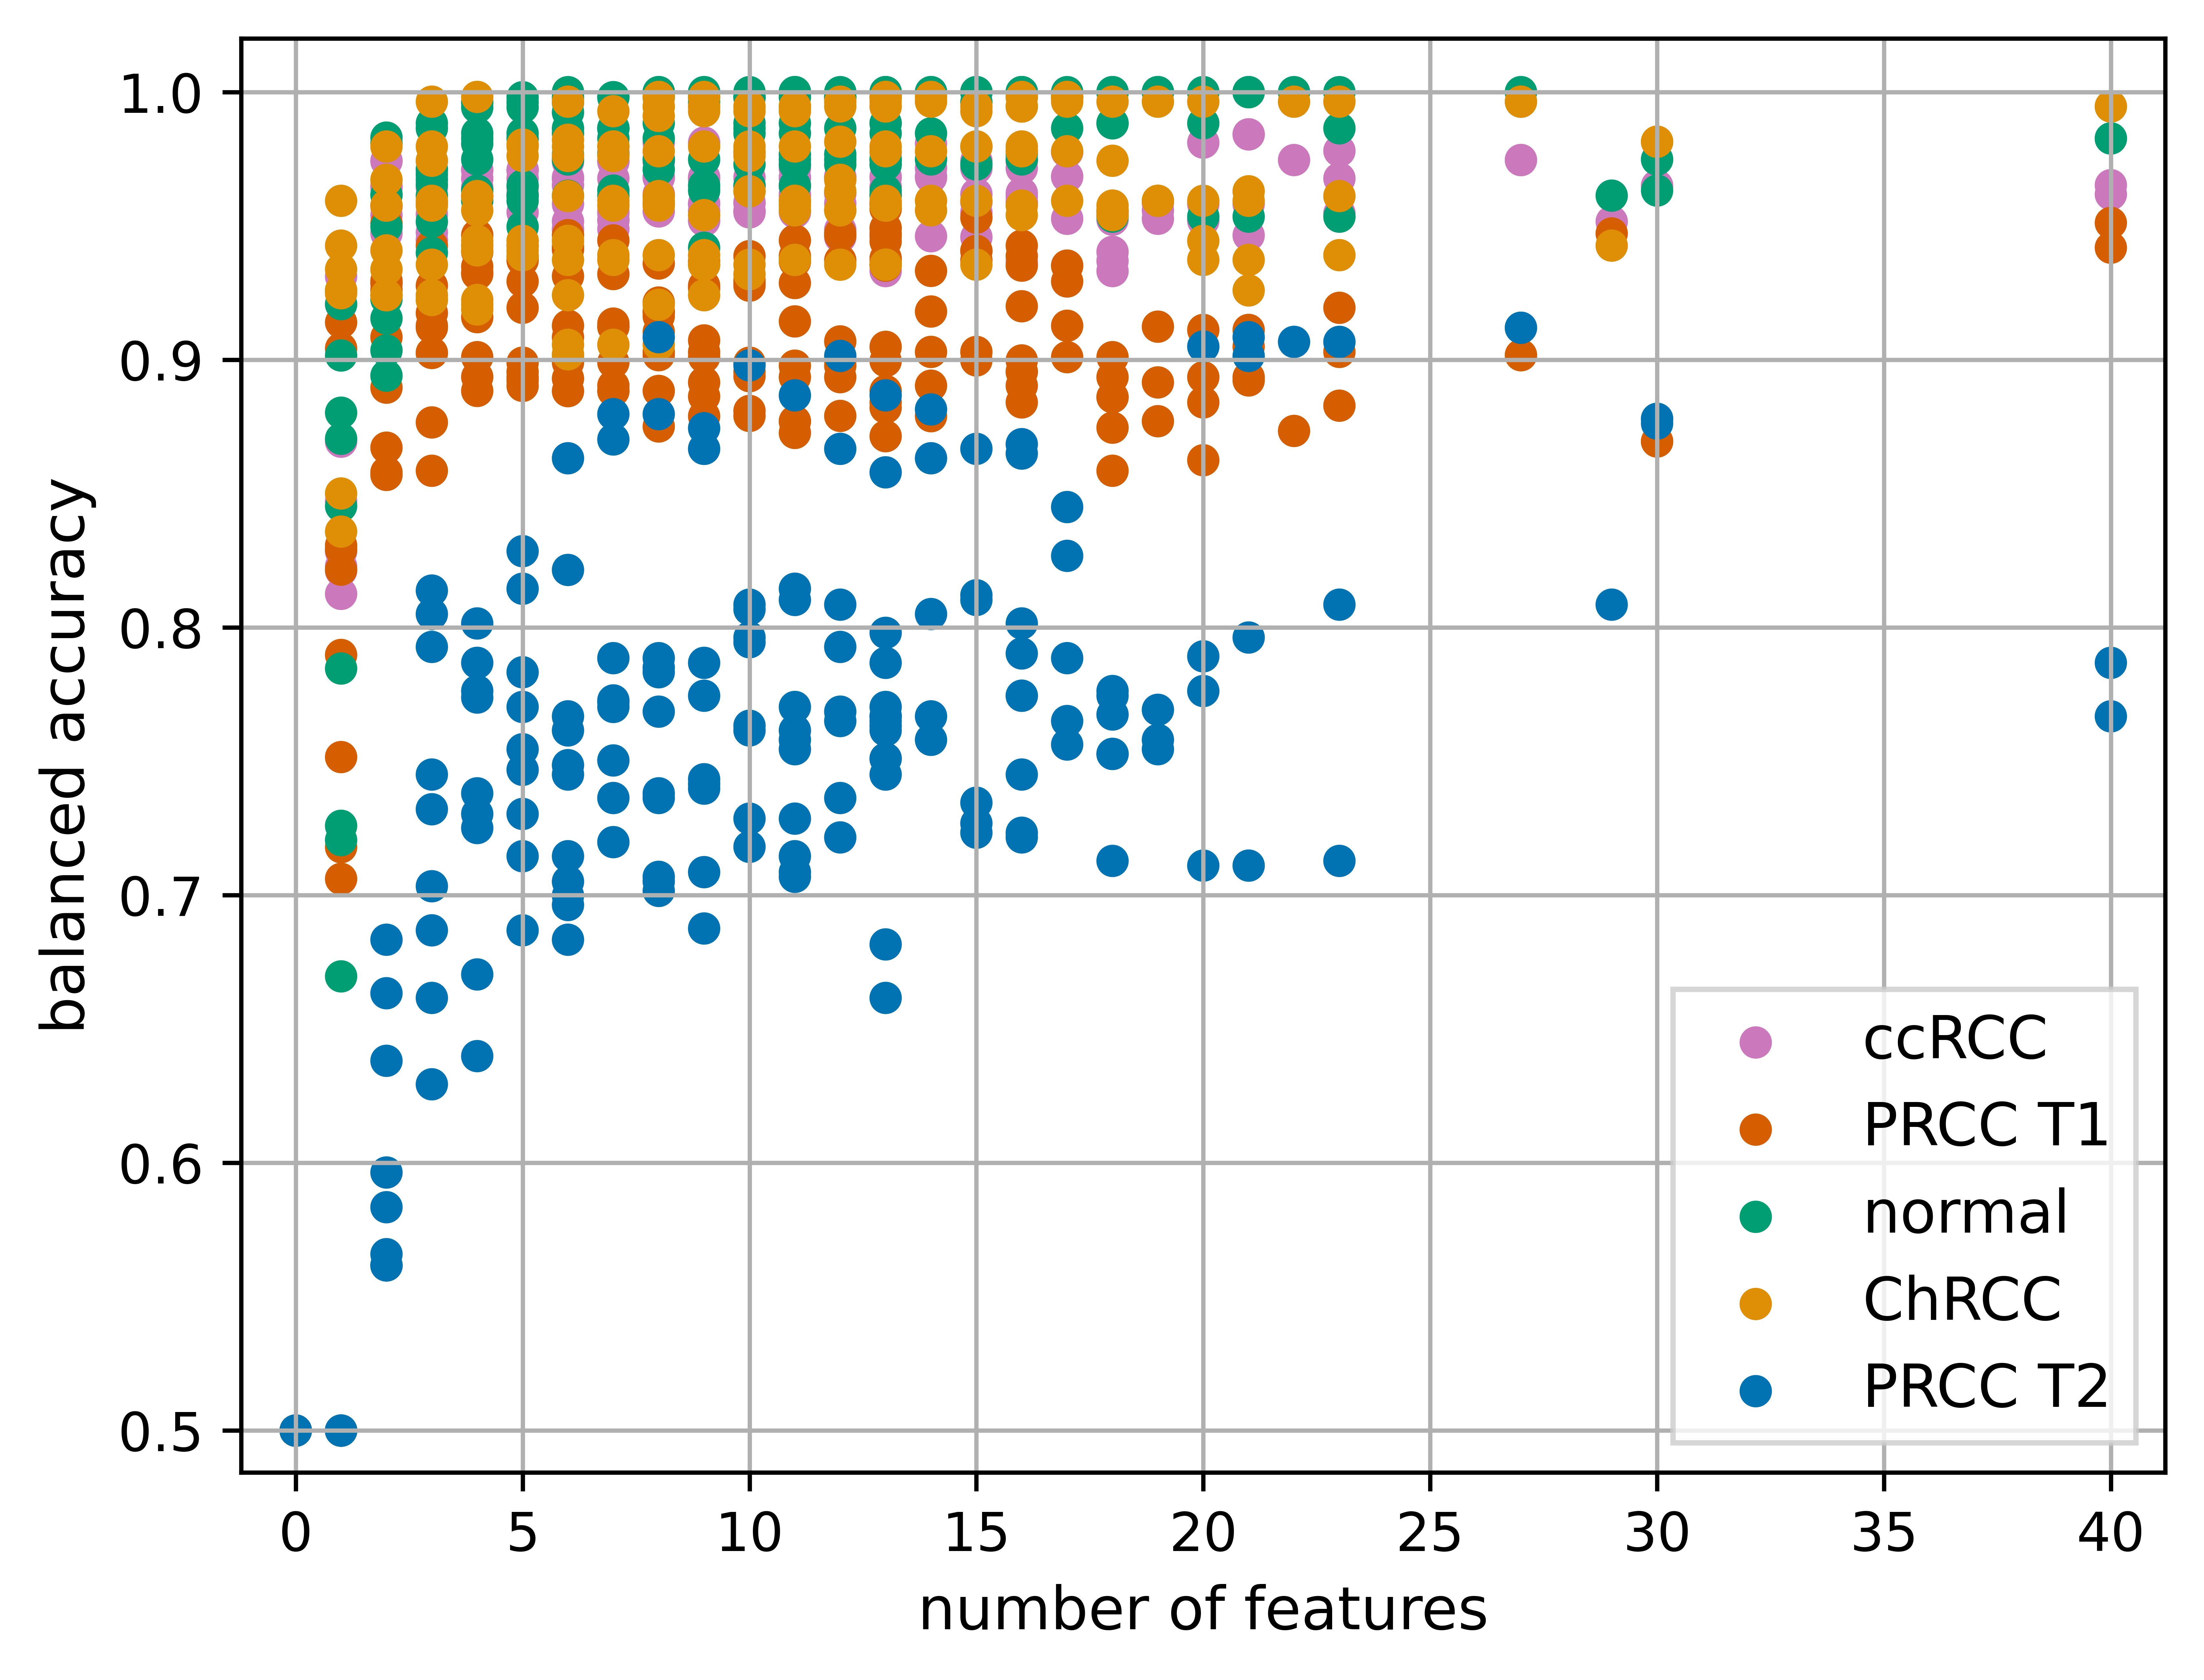 1.0
0.9
0.8
0.7
0.6
0.5
balanced accuracy
0 5 10 15 20 25 30 35 40
number of features
ccRCC
PRCC T1
normal
ChRCC
PRCC T2